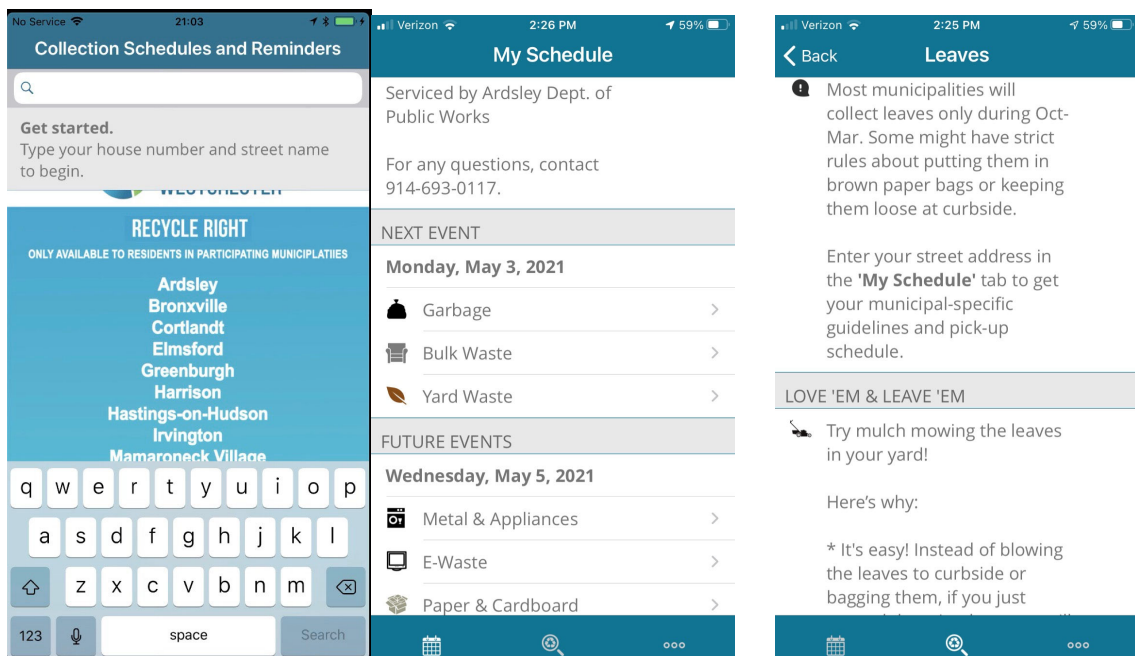 No Service
21:03
Collection Schedules and Reminders
Get started.
Type your house number and street name
to begin.
RECYCLE RIGHT
ONLY AVAILABLE TO RESIDENTS IN PARTICIPATING MUNICIPLATIIES
Ardsley
Bronxville
Cortlandt
Elmsford
Greenburgh
Harrison
Hastings-on-Hudson
Irvington
Mamaroneck Village
q w e r t y u i o p
a s d f g h j k l
z x c v b n m
123 space Search
Verizon 2:26 PM 59%
My Schedule
Serviced by Ardsley Dept. of
Public Works
For any questions, contact
914-693-0117.
NEXT EVENT
Monday, May 3, 2021
Garbage
Bulk Waste
Yard Waste
FUTURE EVENTS
Wednesday, May 5, 2021
Metal & Appliances
E-Waste
Paper & Cardboard
Verizon 2:25 PM 59%
Back Leaves
Most municipalities will
collect leaves only during Oct-
Mar. Some might have strict
rules about putting them in
brown paper bags or keeping
them loose at curbside.
Enter your street address in
the 'My Schedule' tab to get
your municipal-specific
guidelines and pick-up
schedule.
LOVE 'EM & LEAVE 'EM
Try mulch mowing the leaves
in your yard!
Here's why:
* It's easy! Instead of blowing
the leaves to curbside or
bagging them, if you just